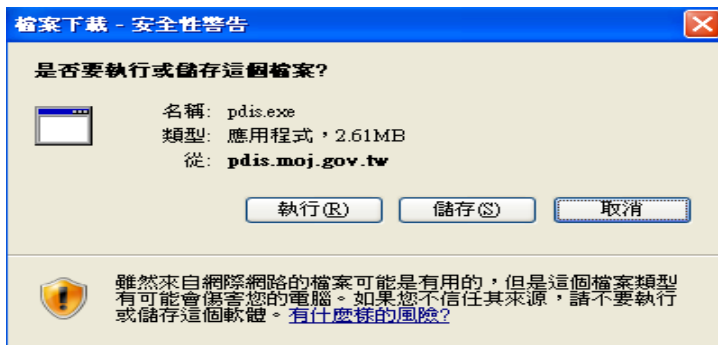 檔案下載 - 安全性警告
是否要執行或儲存這個檔案?
名稱: pdis.exe
類型: 應用程式，2.61MB
從: pdis.moj.gov.tw
執行(R) 儲存(S) 取消
雖然來自網際網路的檔案可能是有用的，但是這個檔案類型
有可能會傷害您的電腦。如果您不信任其來源，請不要執行
或儲存這個軟體。有什麼樣的風險?